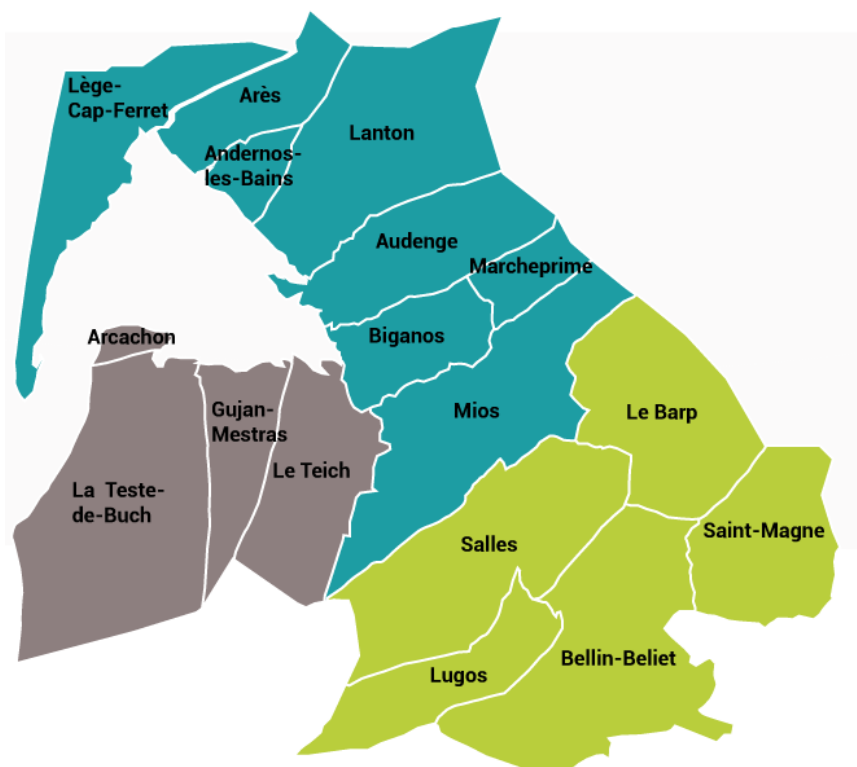 Lège-
Cap-Ferret
Arès
Andernos-
les-Bains
Lanton
Audenge
Marcheprime
Biganos
Arcachon
Mios
Gujan-
Mestras
Le Barp
Le Teich
La Teste-
de-Buch
Salles
Saint-Magne
Lugos
Bellin-Beliet